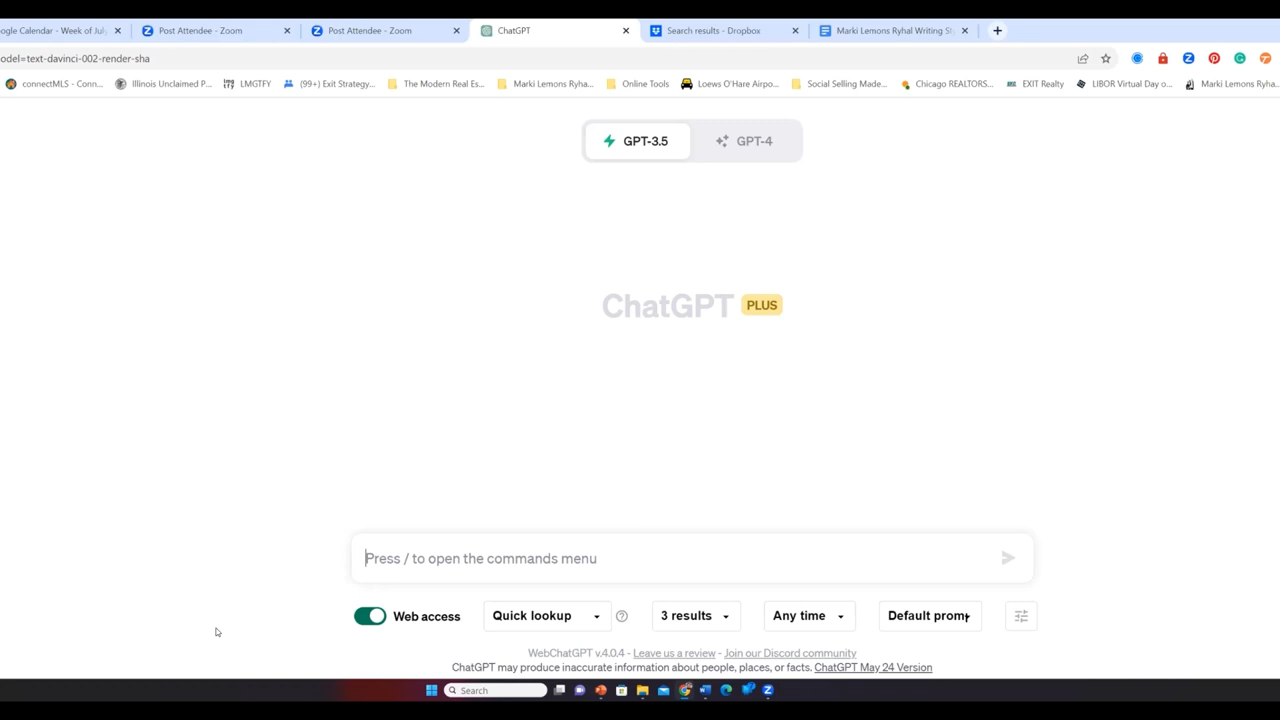 ogle Calendar - Week of July
Post Attendee - Zoom
Post Attendee - Zoom
ChatGPT
Search results - Dropbox
Marki Lemons Ryhal Writing St
odel=text-davinci-002-render-sha
connectMLS - Conn...
Illinois Unclaimed P...
LMGTFY
(99+) Exit Strategy...
The Modern Real Es...
Marki Lemons Ryha...
Online Tools
Loews O'Hare Airpo...
Social Selling Made...
Chicago REALTORS...
EXIT Realty
LIBOR Virtual Day o...
Marki Lemons Ryha...
GPT-3.5
GPT-4
ChatGPT PLUS
Press / to open the commands menu
Web access
Quick lookup
3 results
Any time
Default prom
WebChatGPT v.4.0.4 - Leave us a review - Join our Discord community
ChatGPT may produce inaccurate information about people, places, or facts. ChatGPT May 24 Version
Search